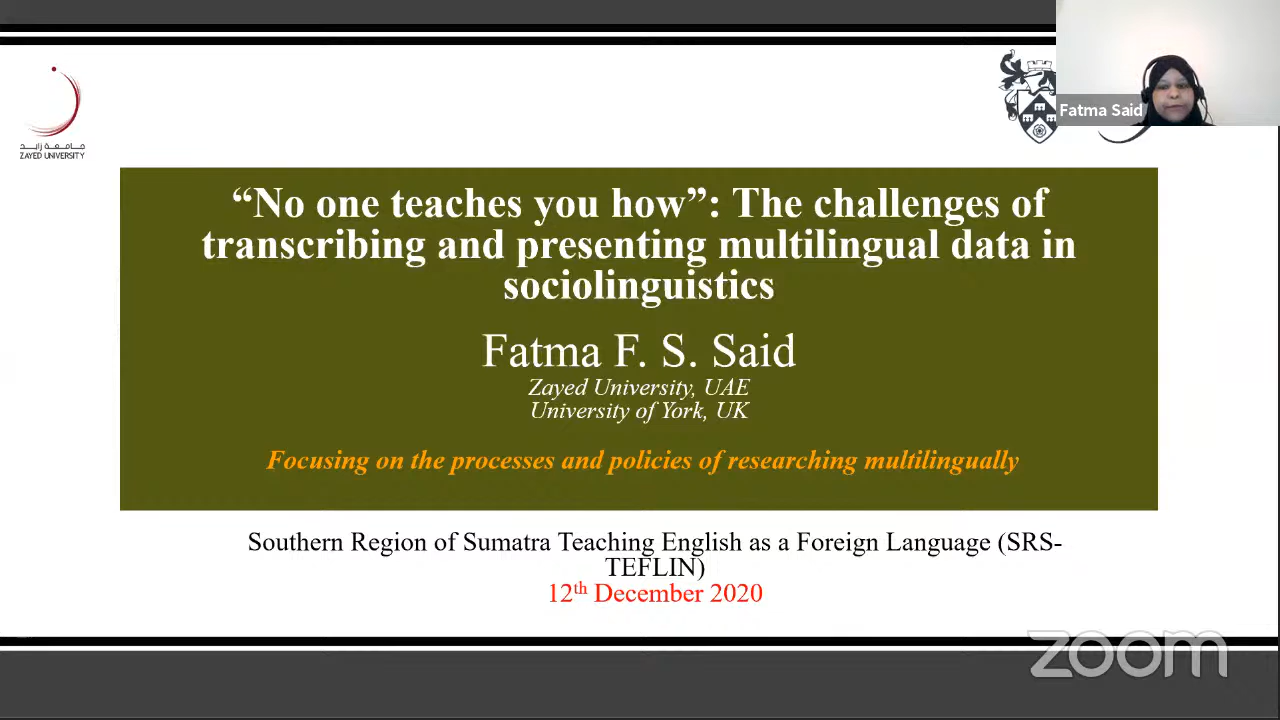 جامعة زايد
ZAYED UNIVERSITY
Fatma Said
“No one teaches you how”: The challenges of
transcribing and presenting multilingual data in
sociolinguistics
Fatma F. S. Said
Zayed University, UAE
University of York, UK
Focusing on the processes and policies of researching multilingually
Southern Region of Sumatra Teaching English as a Foreign Language (SRS-
TEFLIN)
12th December 2020
zoom